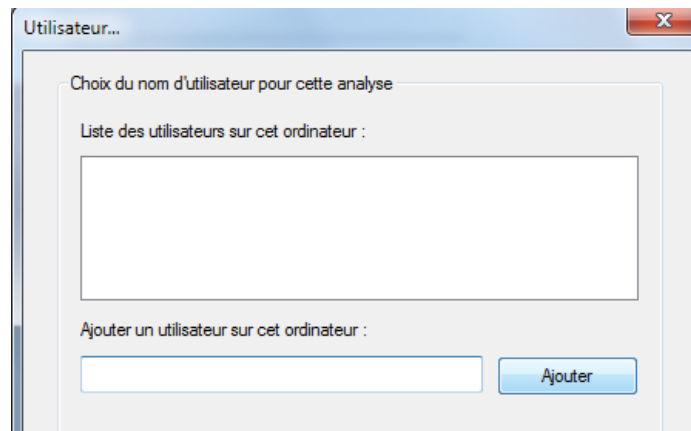 Utilisateur...
Choix du nom d'utilisateur pour cette analyse
Liste des utilisateurs sur cet ordinateur :
Ajouter un utilisateur sur cet ordinateur :
Ajouter